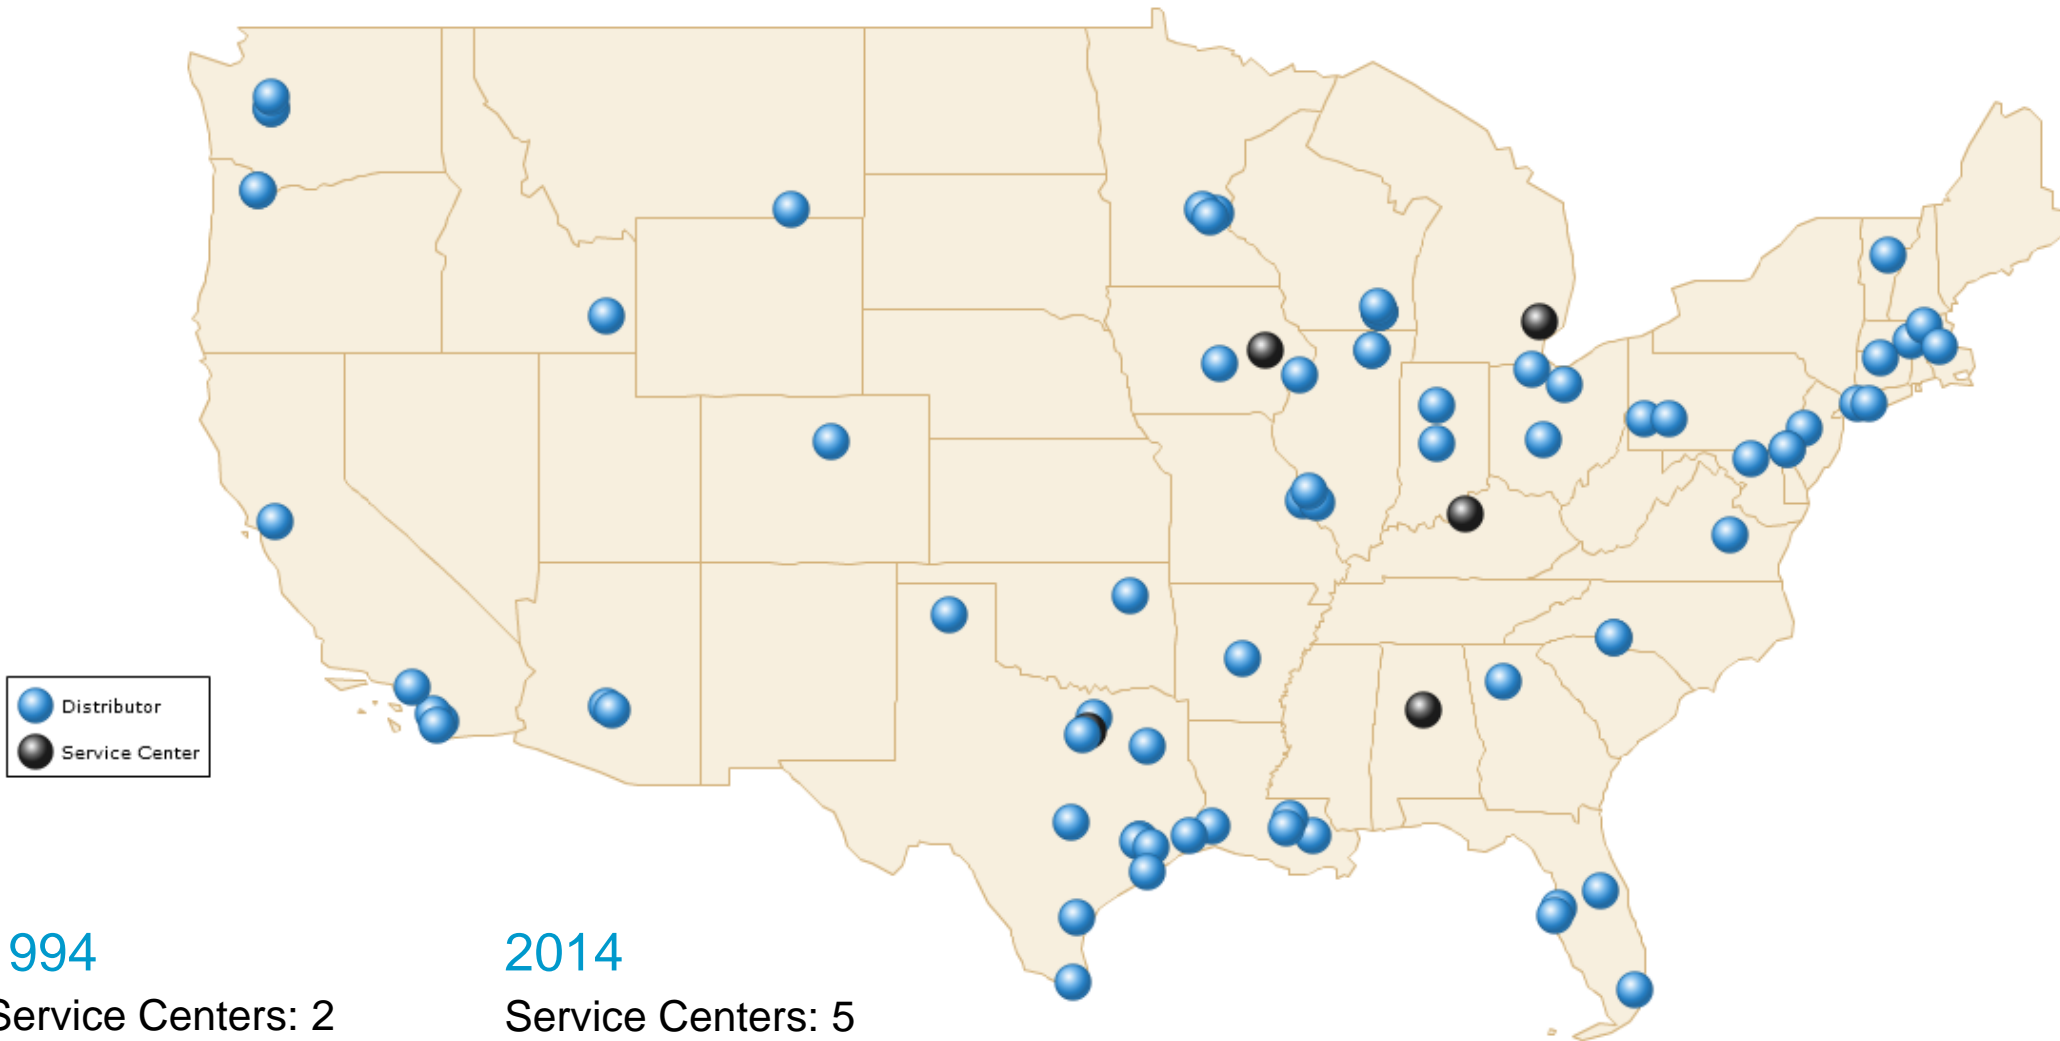 Distributor
Service Center
994
2014
Service Centers: 2
Service Centers: 5